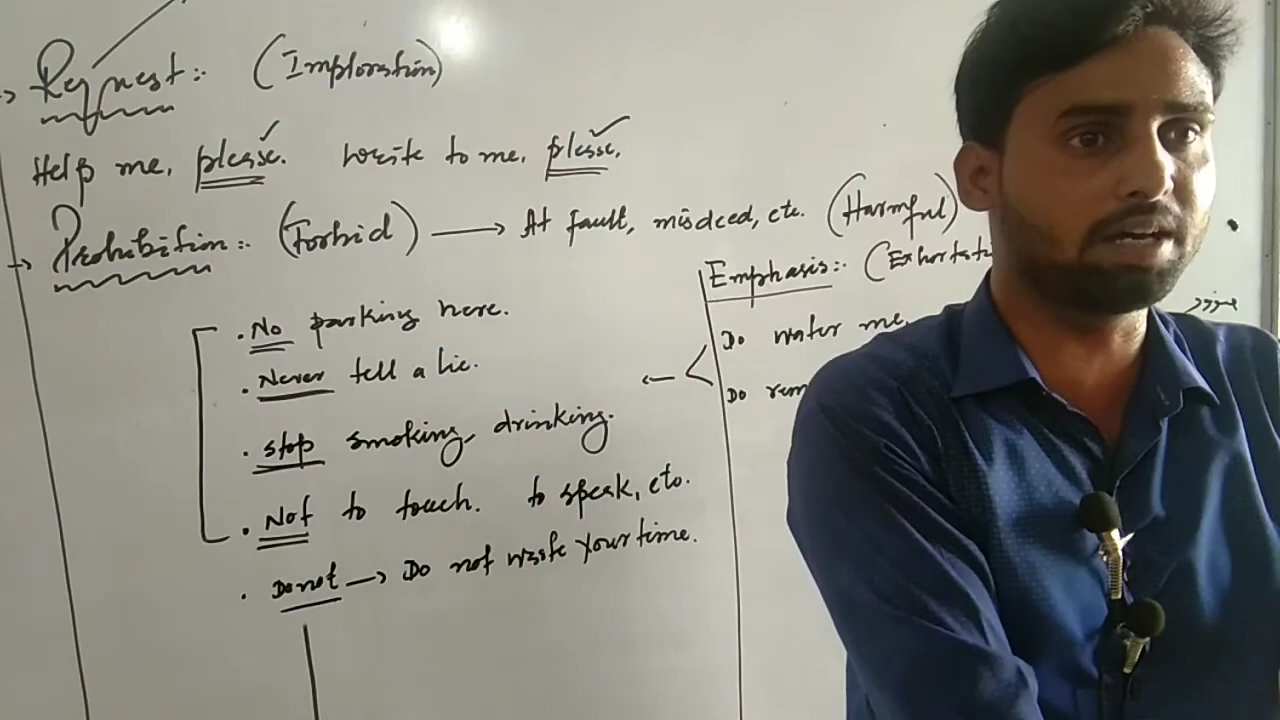 → Request:- (Imploration)
Help me, please. Write to me, please.
→ Prohibition:- (Forbid) → At fault, misdeed, etc. (Harmful)
• No parking here.
• Never tell a lie.
• stop smoking, drinking.
• Not to touch. to speak, etc.
• Do not → Do not waste your time.
Emphasis:- (Exhortati
Do water me.
Do rem